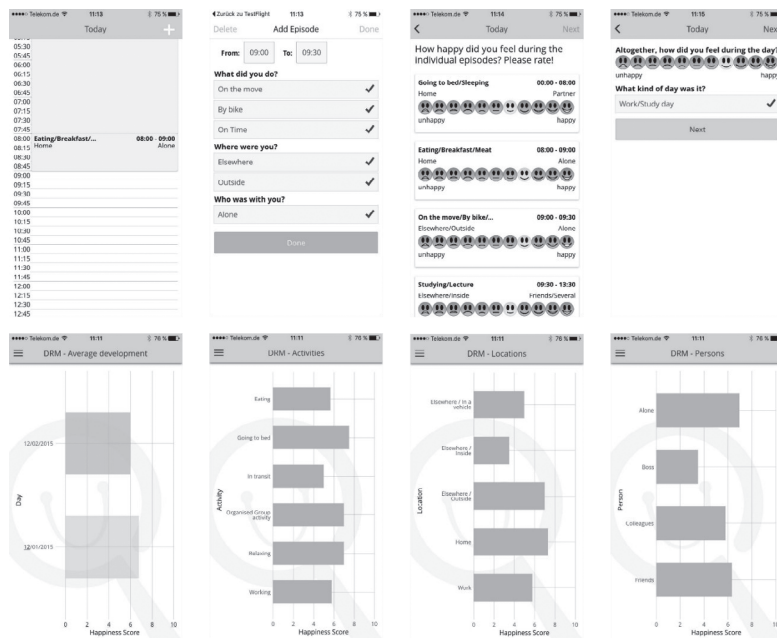 Telekom.de 11:13 75 %
Today +
05:30
05:45
06:00
06:15
06:30
06:45
07:00
07:15
07:30
07:45
08:00 Eating/Breakfast/... 08:00 - 09:00
08:15 Home Alone
08:30
08:45
09:00
09:15
09:30
09:45
10:00
10:15
10:30
10:45
11:00
11:15
11:30
11:45
12:00
12:15
12:30
12:45
Zurück zu TestFlight 11:13 75 %
Delete Add Episode Done
From: 09:00 To: 09:30
What did you do?
On the move
By bike
On Time
Where were you?
Elsewhere
Outside
Who was with you?
Alone
Done
Telekom.de 11:14 75 %
Today Next
How happy did you feel during the
individual episodes? Please rate!
Going to bed/Sleeping 00:00 - 08:00
Home Partner
unhappy happy
Eating/Breakfast/Meat 08:00 - 09:00
Home Alone
unhappy happy
On the move/By bike/... 09:00 - 09:30
Elsewhere/Outside Alone
unhappy happy
Studying/Lecture 09:30 - 13:30
Elsewhere/Inside Friends/Several
Telekom.de 11:15 75 %
Today Nex
Altogether, how did you feel during the day?
unhappy happy
What kind of day was it?
Work/Study day
Next
Telekom.de 11:11 76 %
DRM - Average development
12/02/2015
12/01/2015
Day
0 2 4 6 8 10
Happiness Score
Telekom.de 11:11 76 %
DRM - Activities
Eating
Going to bed
In transit
Organised Group
activity
Relaxing
Working
Activity
0 2 4 6 8 10
Happiness Score
Telekom.de 11:11 76 %
DRM - Locations
Elsewhere / In a
vehicle
Elsewhere /
Inside
Elsewhere /
Outside
Home
Work
Location
0 2 4 6 8 10
Happiness Score
Telekom.de 11:11 76 %
DRM - Persons
Alone
Boss
Colleagues
Friends
Person
0 2 4 6 8 10
Happiness Score